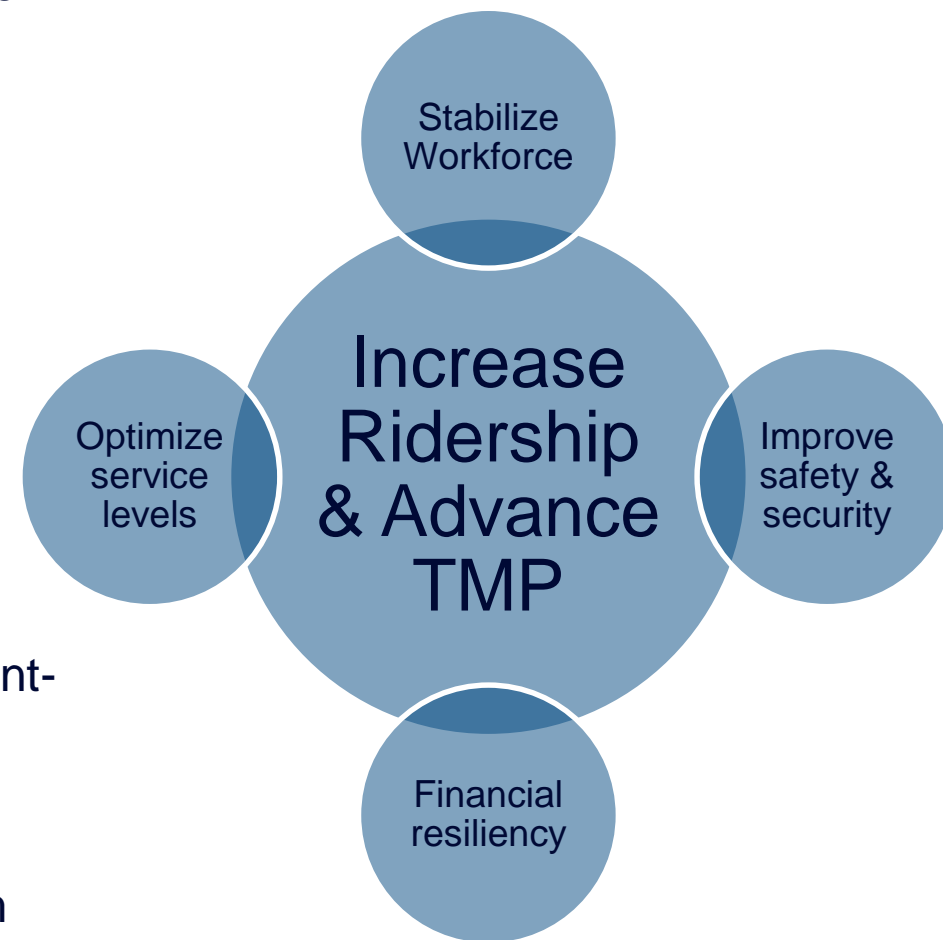 Stabilize
Workforce
Increase
Ridership
& Advance
TMP
Optimize
service
levels
Improve
safety &
security
nt-
Financial
resiliency